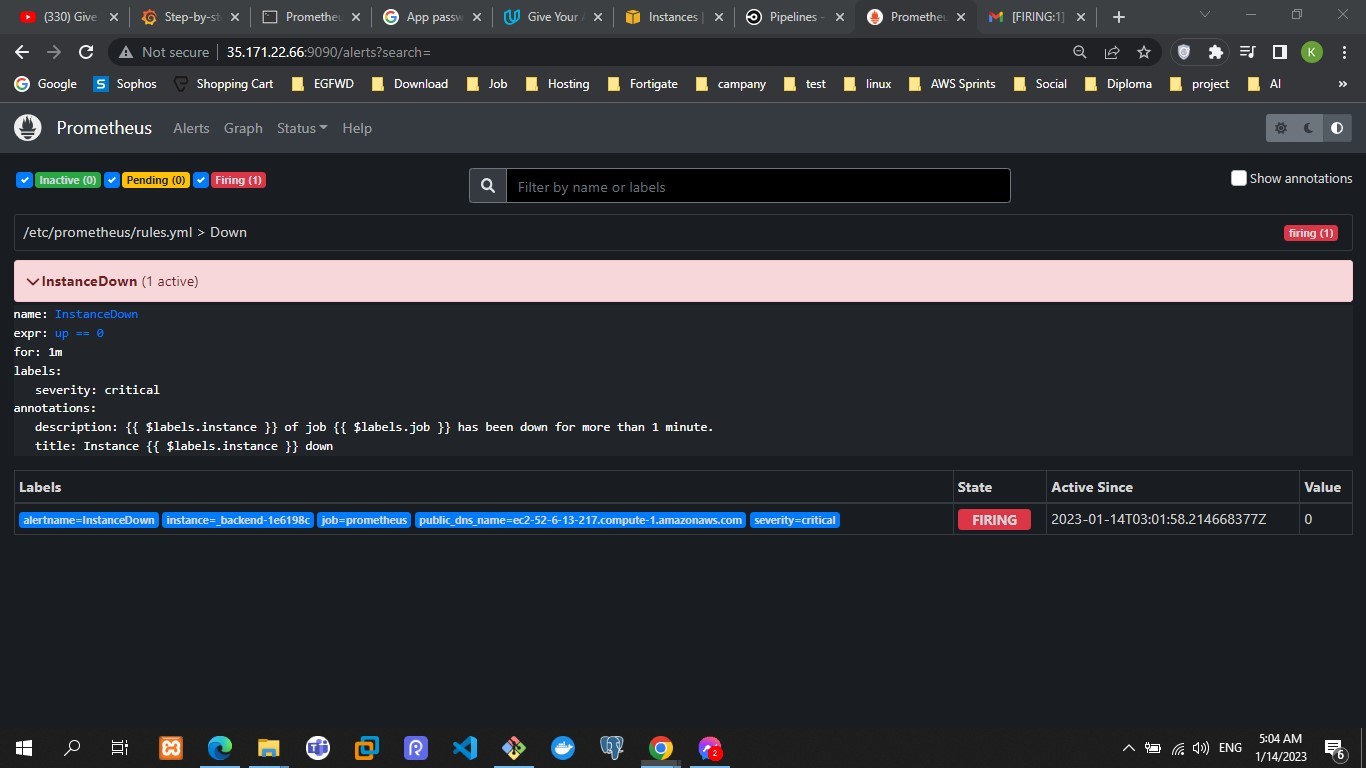 (330) Give
Step-by-st
Prometheu
App passw
Give Your
Instances |
Pipelines -
Prometheu
[FIRING:1]
Not secure | 35.171.22.66:9090/alerts?search=
K
Google Sophos Shopping Cart EGFWD Download Job Hosting Fortigate campany test linux AWS Sprints Social Diploma project AI »
Prometheus Alerts Graph Status Help
Inactive (0) Pending (0) Firing (1)
Filter by name or labels
Show annotations
/etc/prometheus/rules.yml > Down
firing (1)
InstanceDown (1 active)
name: InstanceDown
expr: up == 0
for: 1m
labels:
severity: critical
annotations:
description: {{ $labels.instance }} of job {{ $labels.job }} has been down for more than 1 minute.
title: Instance {{ $labels.instance }} down
Labels State Active Since Value
alertname=InstanceDown instance=_backend-1e6198c job=prometheus public_dns_name=ec2-52-6-13-217.compute-1.amazonaws.com severity=critical FIRING 2023-01-14T03:01:58.214668377Z 0
2
ENG
5:04 AM
1/14/2023
6